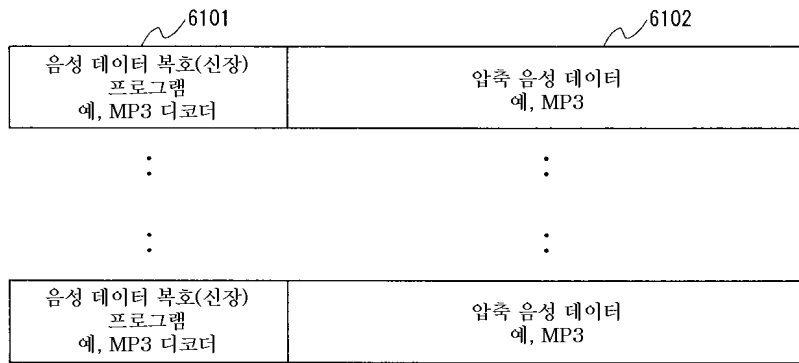 6101
6102
음성 데이터 복호(신장)
프로그램
예, MP3 디코더
압축 음성 데이터
예, MP3
음성 데이터 복호(신장)
프로그램
예, MP3 디코더
압축 음성 데이터
예, MP3